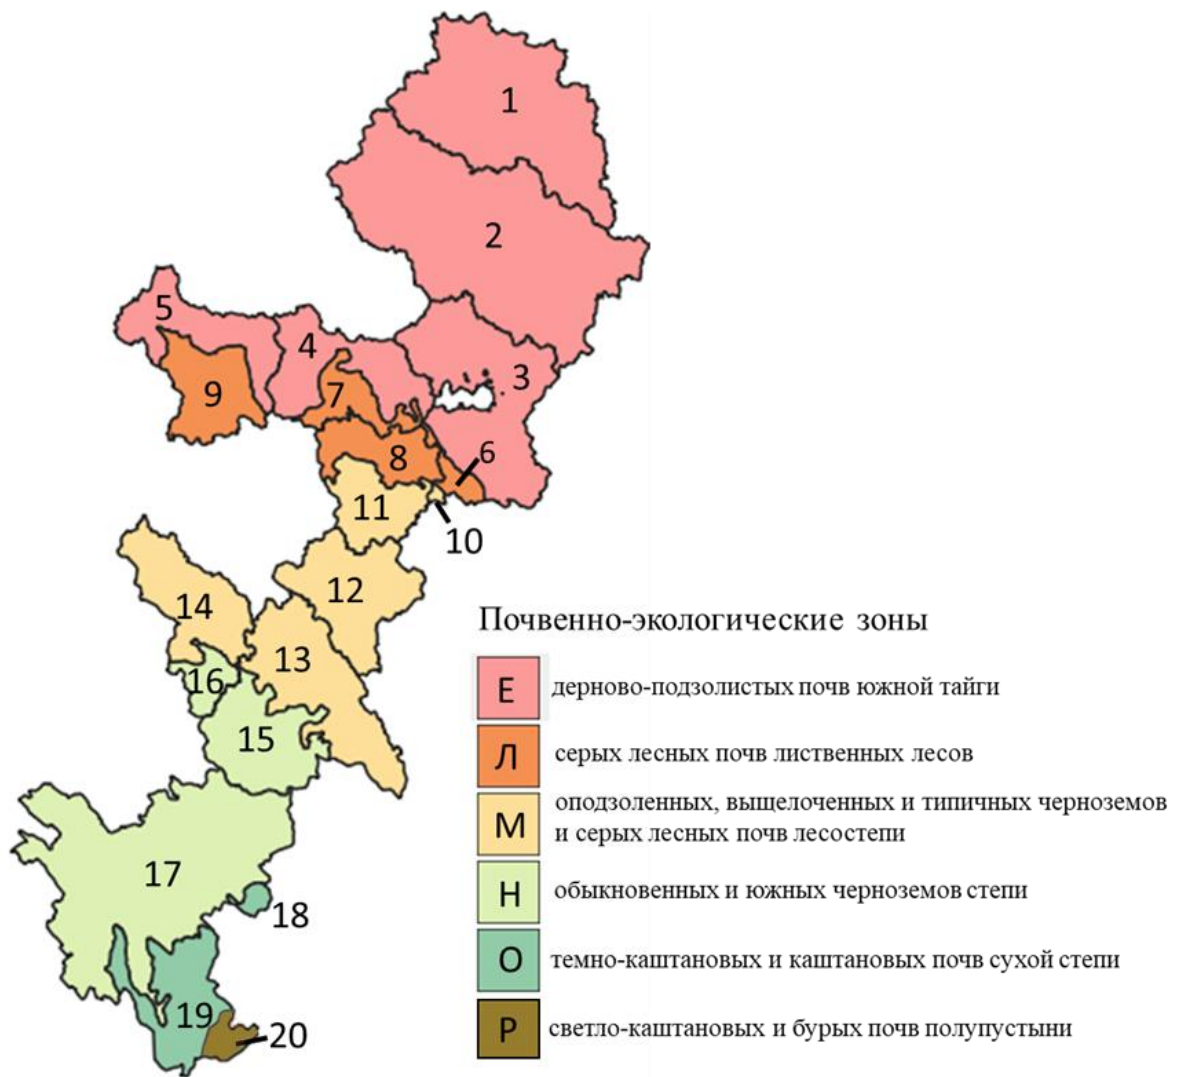 1
2
5
4
3
9
7
8
6
11
10
12
14
13
16
15
17
18
19
20
Почвенно-экологические зоны
Е дерново-подзолистых почв южной тайги
Л серых лесных почв лиственных лесов
М оподзоленных, выщелоченных и типичных черноземов
и серых лесных почв лесостепи
Н обыкновенных и южных черноземов степи
О темно-каштановых и каштановых почв сухой степи
Р светло-каштановых и бурых почв полупустыни